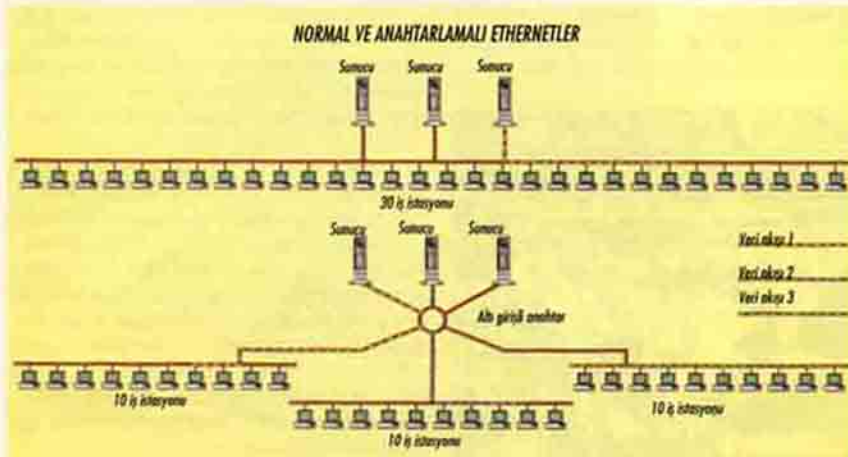 NORMAL VE ANAHTARLAMALI ETHERNETLER
Sunucu Sunucu Sunucu
30 iş istasyonu
Sunucu Sunucu Sunucu
Veri akışı 1
Veri akışı 2
Veri akışı 3
Altı girişli anahtar
10 iş istasyonu
10 iş istasyonu
10 iş istasyonu